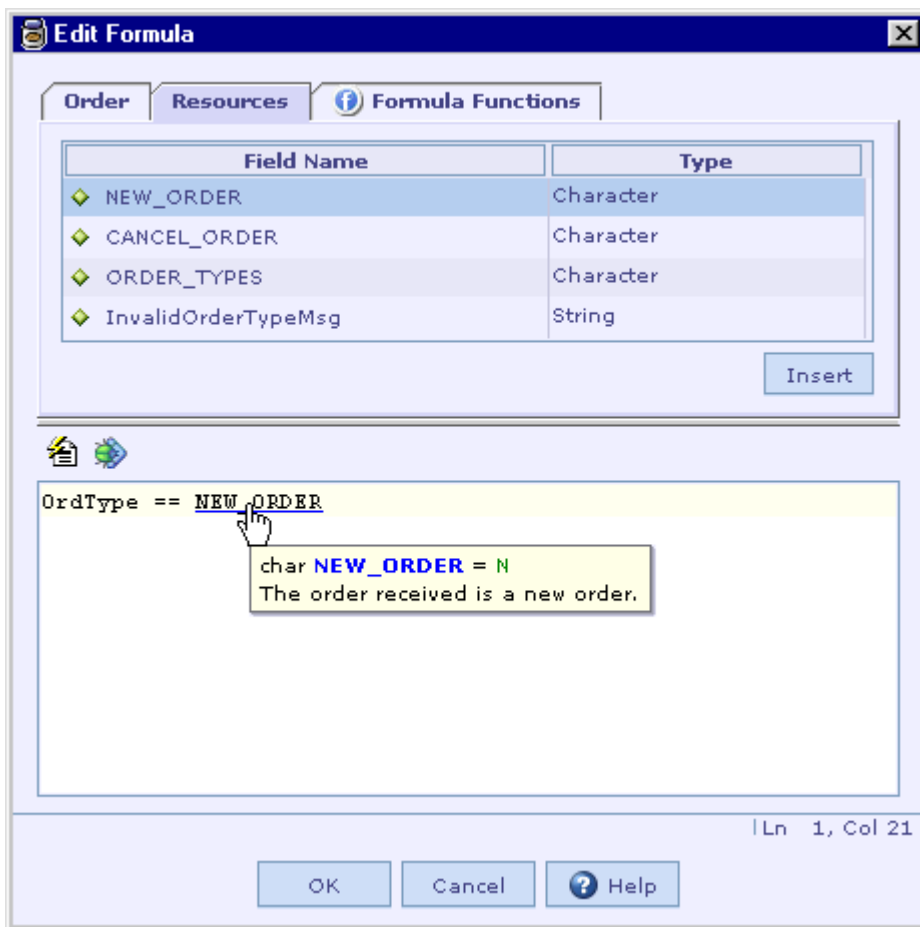 Edit Formula
Order Resources Formula Functions
Field Name Type
NEW_ORDER Character
CANCEL_ORDER Character
ORDER_TYPES Character
InvalidOrderTypeMsg String
Insert
OrdType == NEW_ORDER
char NEW_ORDER = N
The order received is a new order.
Ln 1, Col 21
OK Cancel Help